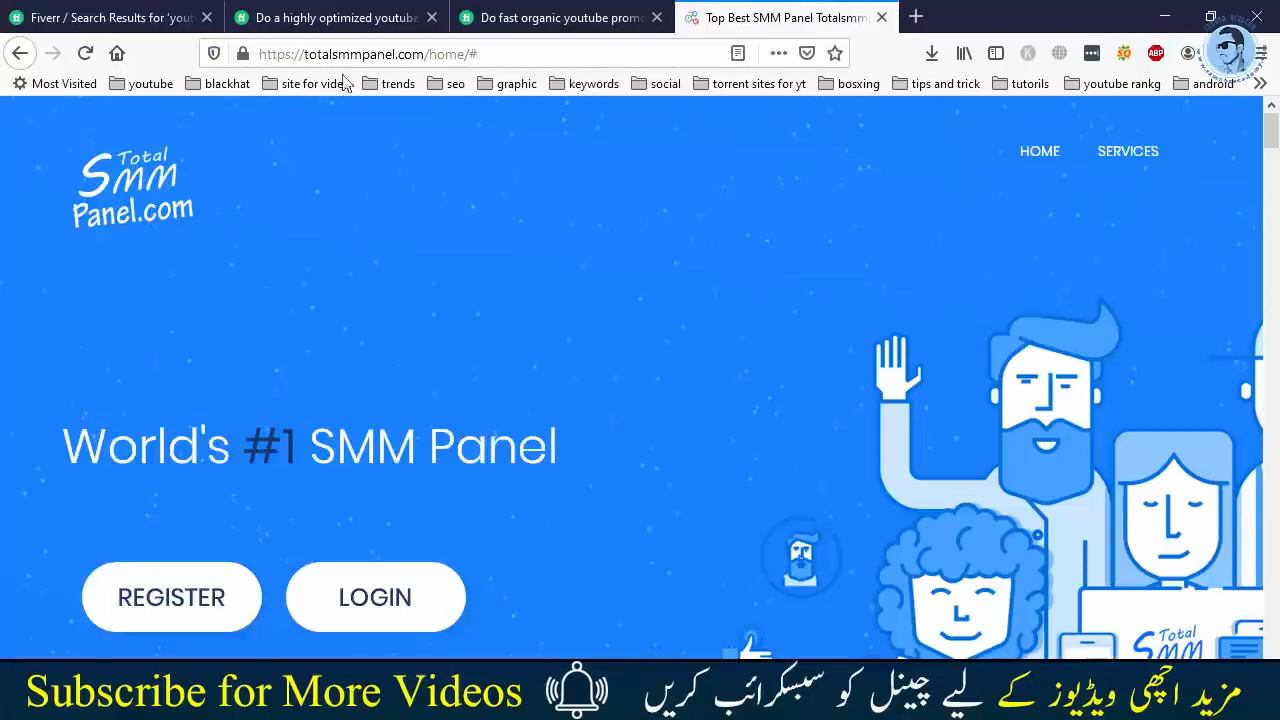 Fiverr / Search Results for 'yout
Do a highly optimized youtube
Do fast organic youtube promo
Top Best SMM Panel Totalsmmp
https://totalsmmpanel.com/home/#
Most Visited
youtube
blackhat
site for vide
trends
seo
graphic
keywords
social
torrent sites for yt
bosxing
tips and trick
tutorils
youtube rankg
android
Total
SMM
Panel.com
HOME
SERVICES
World's #1 SMM Panel
REGISTER
LOGIN
Total
SMM
Subscribe for More Videos
مزید اچھی ویڈیوز کے لیے چینل کو سبسکرائب کریں